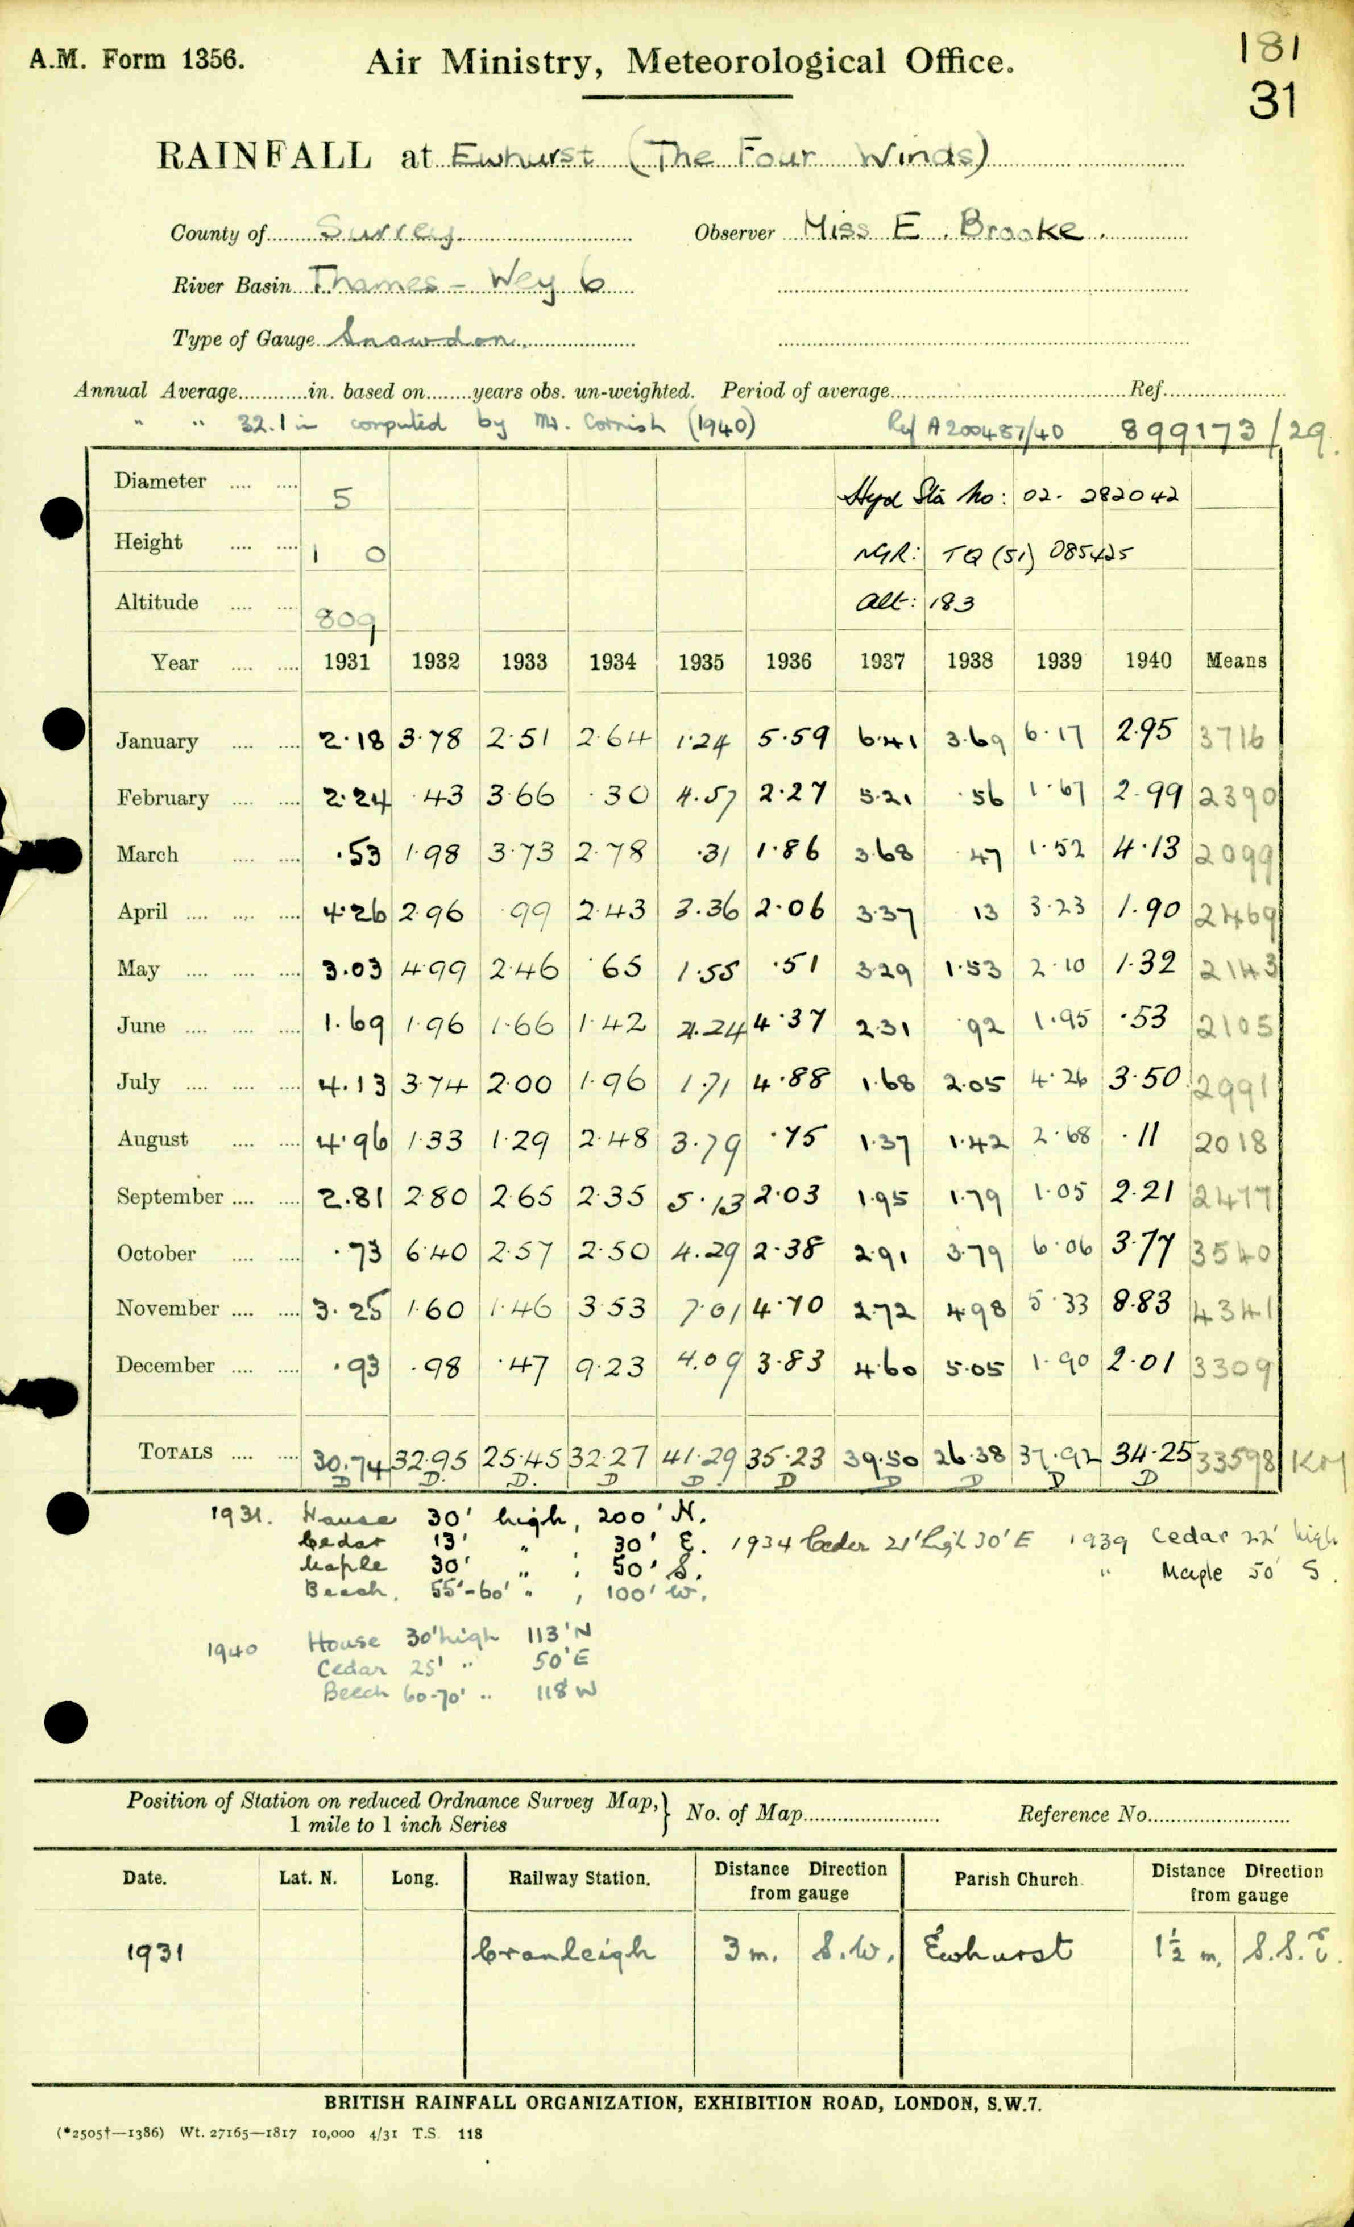 A.M. Form 1356.
Air Ministry, Meteorological Office.
181
31
RAINFALL at Ewhurst (The Four Winds)
County of Surrey. Observer Miss E. Brooke.
River Basin Thames - Wey 6
Type of Gauge Snowdon.
Annual Average............in. based on........years obs. un-weighted. Period of average.......................Ref.......................
" " 32.1 in computed by Mr. Cornish (1940) Ref A200487/40 899173/29.
Diameter 5 Hyd Sta No: 02. 282042
Height 1 0 NGR: TQ (51) 085425
Altitude 809 Alt: 183
Year 1931 1932 1933 1934 1935 1936 1937 1938 1939 1940 Means
January 2.18 3.78 2.51 2.64 1.24 5.59 6.41 3.69 6.17 2.95 3716
February 2.24 .43 3.66 .30 4.57 2.27 5.21 .56 1.67 2.99 2390
March .53 1.98 3.73 2.78 .31 1.86 3.68 .47 1.52 4.13 2099
April 4.26 2.96 .99 2.43 3.36 2.06 3.37 13 3.23 1.90 2469
May 3.03 4.99 2.46 .65 1.55 .51 3.29 1.53 2.10 1.32 2143
June 1.69 1.96 1.66 1.42 4.24 4.37 2.31 .92 1.95 .53 2105
July 4.13 3.74 2.00 1.96 1.71 4.88 1.68 2.05 4.26 3.50 2991
August 4.96 1.33 1.29 2.48 3.79 .75 1.37 1.42 2.68 .11 2018
September 2.81 2.80 2.65 2.35 5.13 2.03 1.95 1.79 1.05 2.21 2477
October .73 6.40 2.57 2.50 4.29 2.38 2.91 3.79 6.06 3.77 3540
November 3.25 1.60 1.46 3.53 7.01 4.70 2.72 4.98 5.33 8.83 4341
December .93 .98 .47 9.23 4.09 3.83 4.60 5.05 1.90 2.01 3309
TOTALS 30.74 32.95 25.45 32.27 41.29 35.23 39.50 26.38 37.92 34.25 33598 KM
D D. D. D D. D D D D D
1931. House 30' high, 200' N.
Cedar 13' " , 30' E. 1934 Cedar 21' high 30' E 1939 Cedar 22' high
Maple 30' " , 50' S. " Maple 50' S.
Beech. 55'-60' " , 100' W.
1940 House 30' high 113' N
Cedar 25' " 50' E
Beech 60-70' " 118 W
Position of Station on reduced Ordnance Survey Map, } No. of Map........................ Reference No..........................
1 mile to 1 inch Series
Date. Lat. N. Long. Railway Station. Distance Direction from gauge Parish Church. Distance Direction from gauge
1931 Cranleigh 3 m. S.W. Ewhurst 1½ m. S.S.E.
BRITISH RAINFALL ORGANIZATION, EXHIBITION ROAD, LONDON, S.W.7.
(*2505†—1386) Wt. 27165—1817 10,000 4/31 T.S. 118